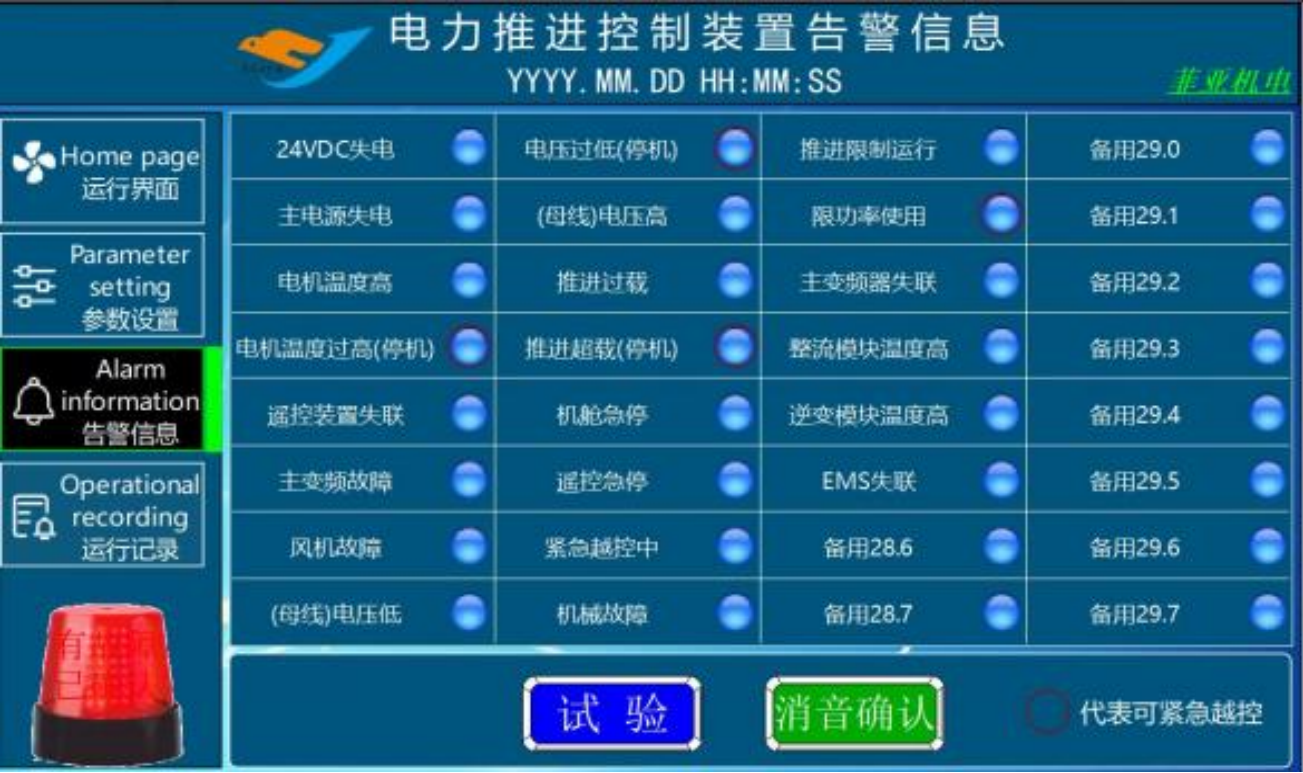 电力推进控制装置告警信息
YYYY.MM.DD HH:MM:SS
菲亚机电
Home page
运行界面
Parameter
setting
参数设置
Alarm
information
告警信息
Operational
recording
运行记录
24VDC失电
电压过低(停机)
推进限制运行
备用29.0
主电源失电
(母线)电压高
限功率使用
备用29.1
电机温度高
推进过载
主变频器失联
备用29.2
电机温度过高(停机)
推进超载(停机)
整流模块温度高
备用29.3
遥控装置失联
机舱急停
逆变模块温度高
备用29.4
主变频故障
遥控急停
EMS失联
备用29.5
风机故障
紧急越控中
备用28.6
备用29.6
(母线)电压低
机械故障
备用28.7
备用29.7
试 验
消音确认
代表可紧急越控